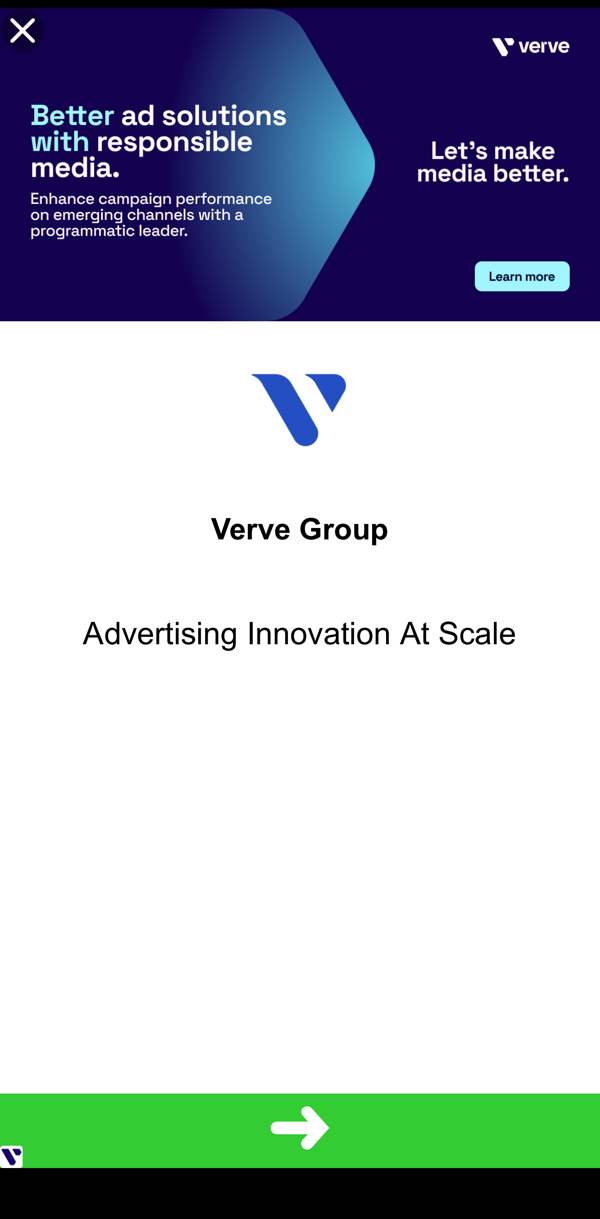 verve
Better ad solutions
with responsible
media.
Enhance campaign performance
on emerging channels with a
programmatic leader.
Let's make
media better.
Learn more
Verve Group
Advertising Innovation At Scale